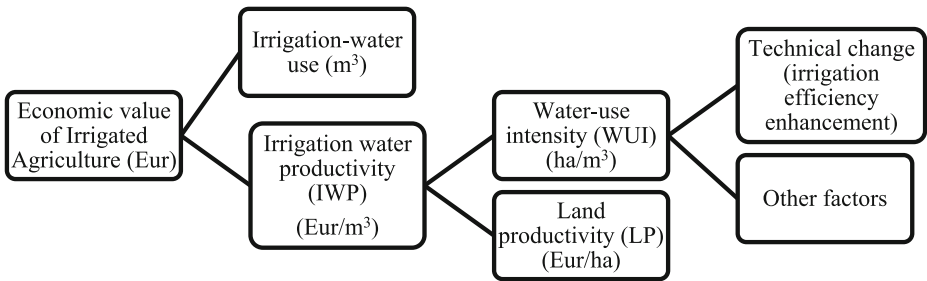 Irrigation-water
use (m³)
Economic value
of Irrigated
Agriculture (Eur)
Irrigation water
productivity
(IWP)
(Eur/m³)
Water-use
intensity (WUI)
(ha/m³)
Land
productivity (LP)
(Eur/ha)
Technical change
(irrigation
efficiency
enhancement)
Other factors